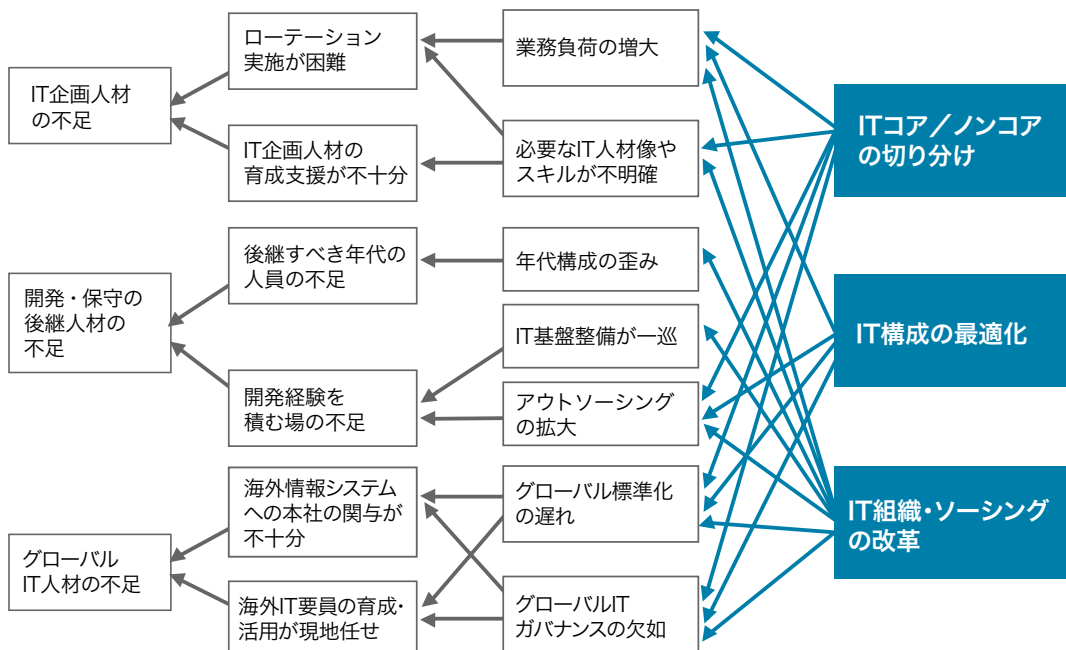 IT企画人材
の不足
開発・保守の
後継人材の
不足
グローバル
IT人材の不足
ローテーション
実施が困難
IT企画人材の
育成支援が不十分
後継すべき年代の
人員の不足
開発経験を
積む場の不足
海外情報システム
への本社の関与が
不十分
海外IT要員の育成・
活用が現地任せ
業務負荷の増大
必要なIT人材像や
スキルが不明確
年代構成の歪み
IT基盤整備が一巡
アウトソーシング
の拡大
グローバル標準化
の遅れ
グローバルIT
ガバナンスの欠如
ITコア／ノンコア
の切り分け
IT構成の最適化
IT組織・ソーシング
の改革